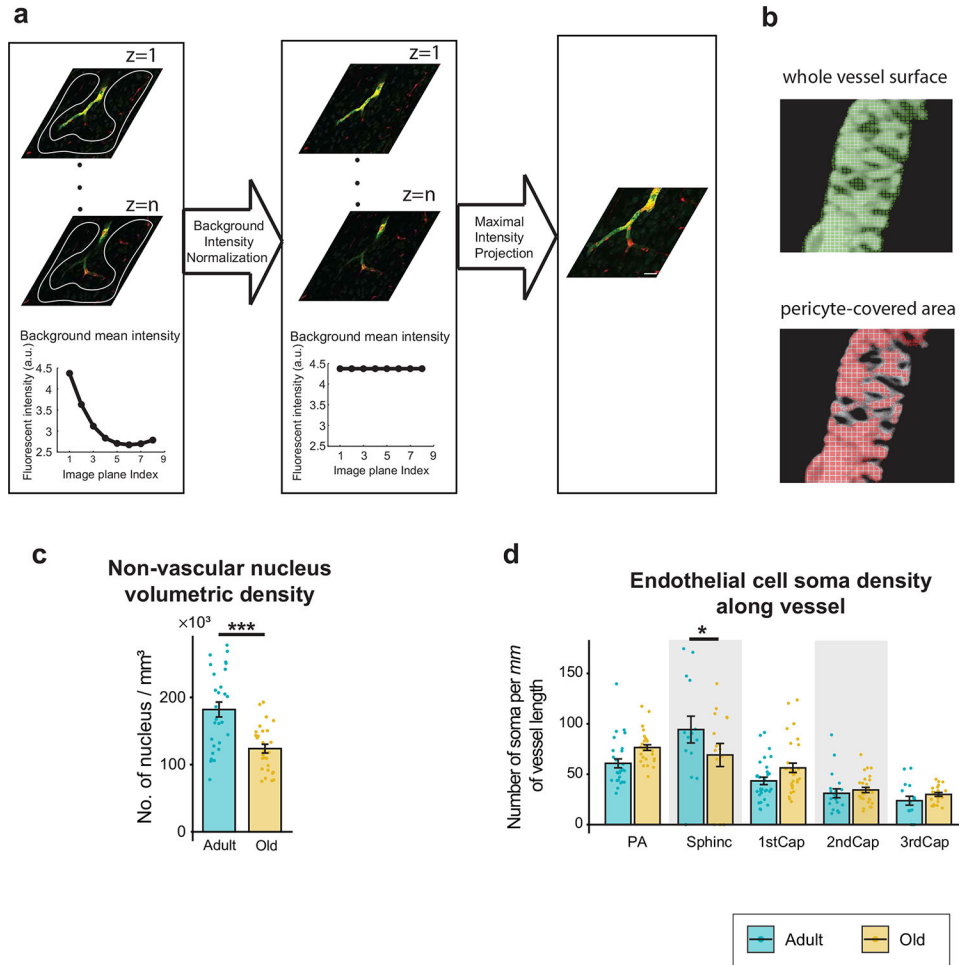 a
z=1
z=n
Background mean intensity
Fluorescent intensity (a.u.)
4.5
4
3.5
3
2.5
1 3 5 7 9
Image plane Index
Background
Intensity
Normalization
z=1
z=n
Background mean intensity
Fluorescent intensity (a.u.)
4.5
4
3.5
3
2.5
1 3 5 7 9
Image plane Index
Maximal
Intensity
Projection
b
whole vessel surface
pericyte-covered area
c
Non-vascular nucleus
volumetric density
×10³
No. of nucleus / mm³
200
100
0
***
Adult Old
d
Endothelial cell soma density
along vessel
Number of soma per mm
of vessel length
150
100
50
0
*
PA Sphinc 1stCap 2ndCap 3rdCap
Adult Old